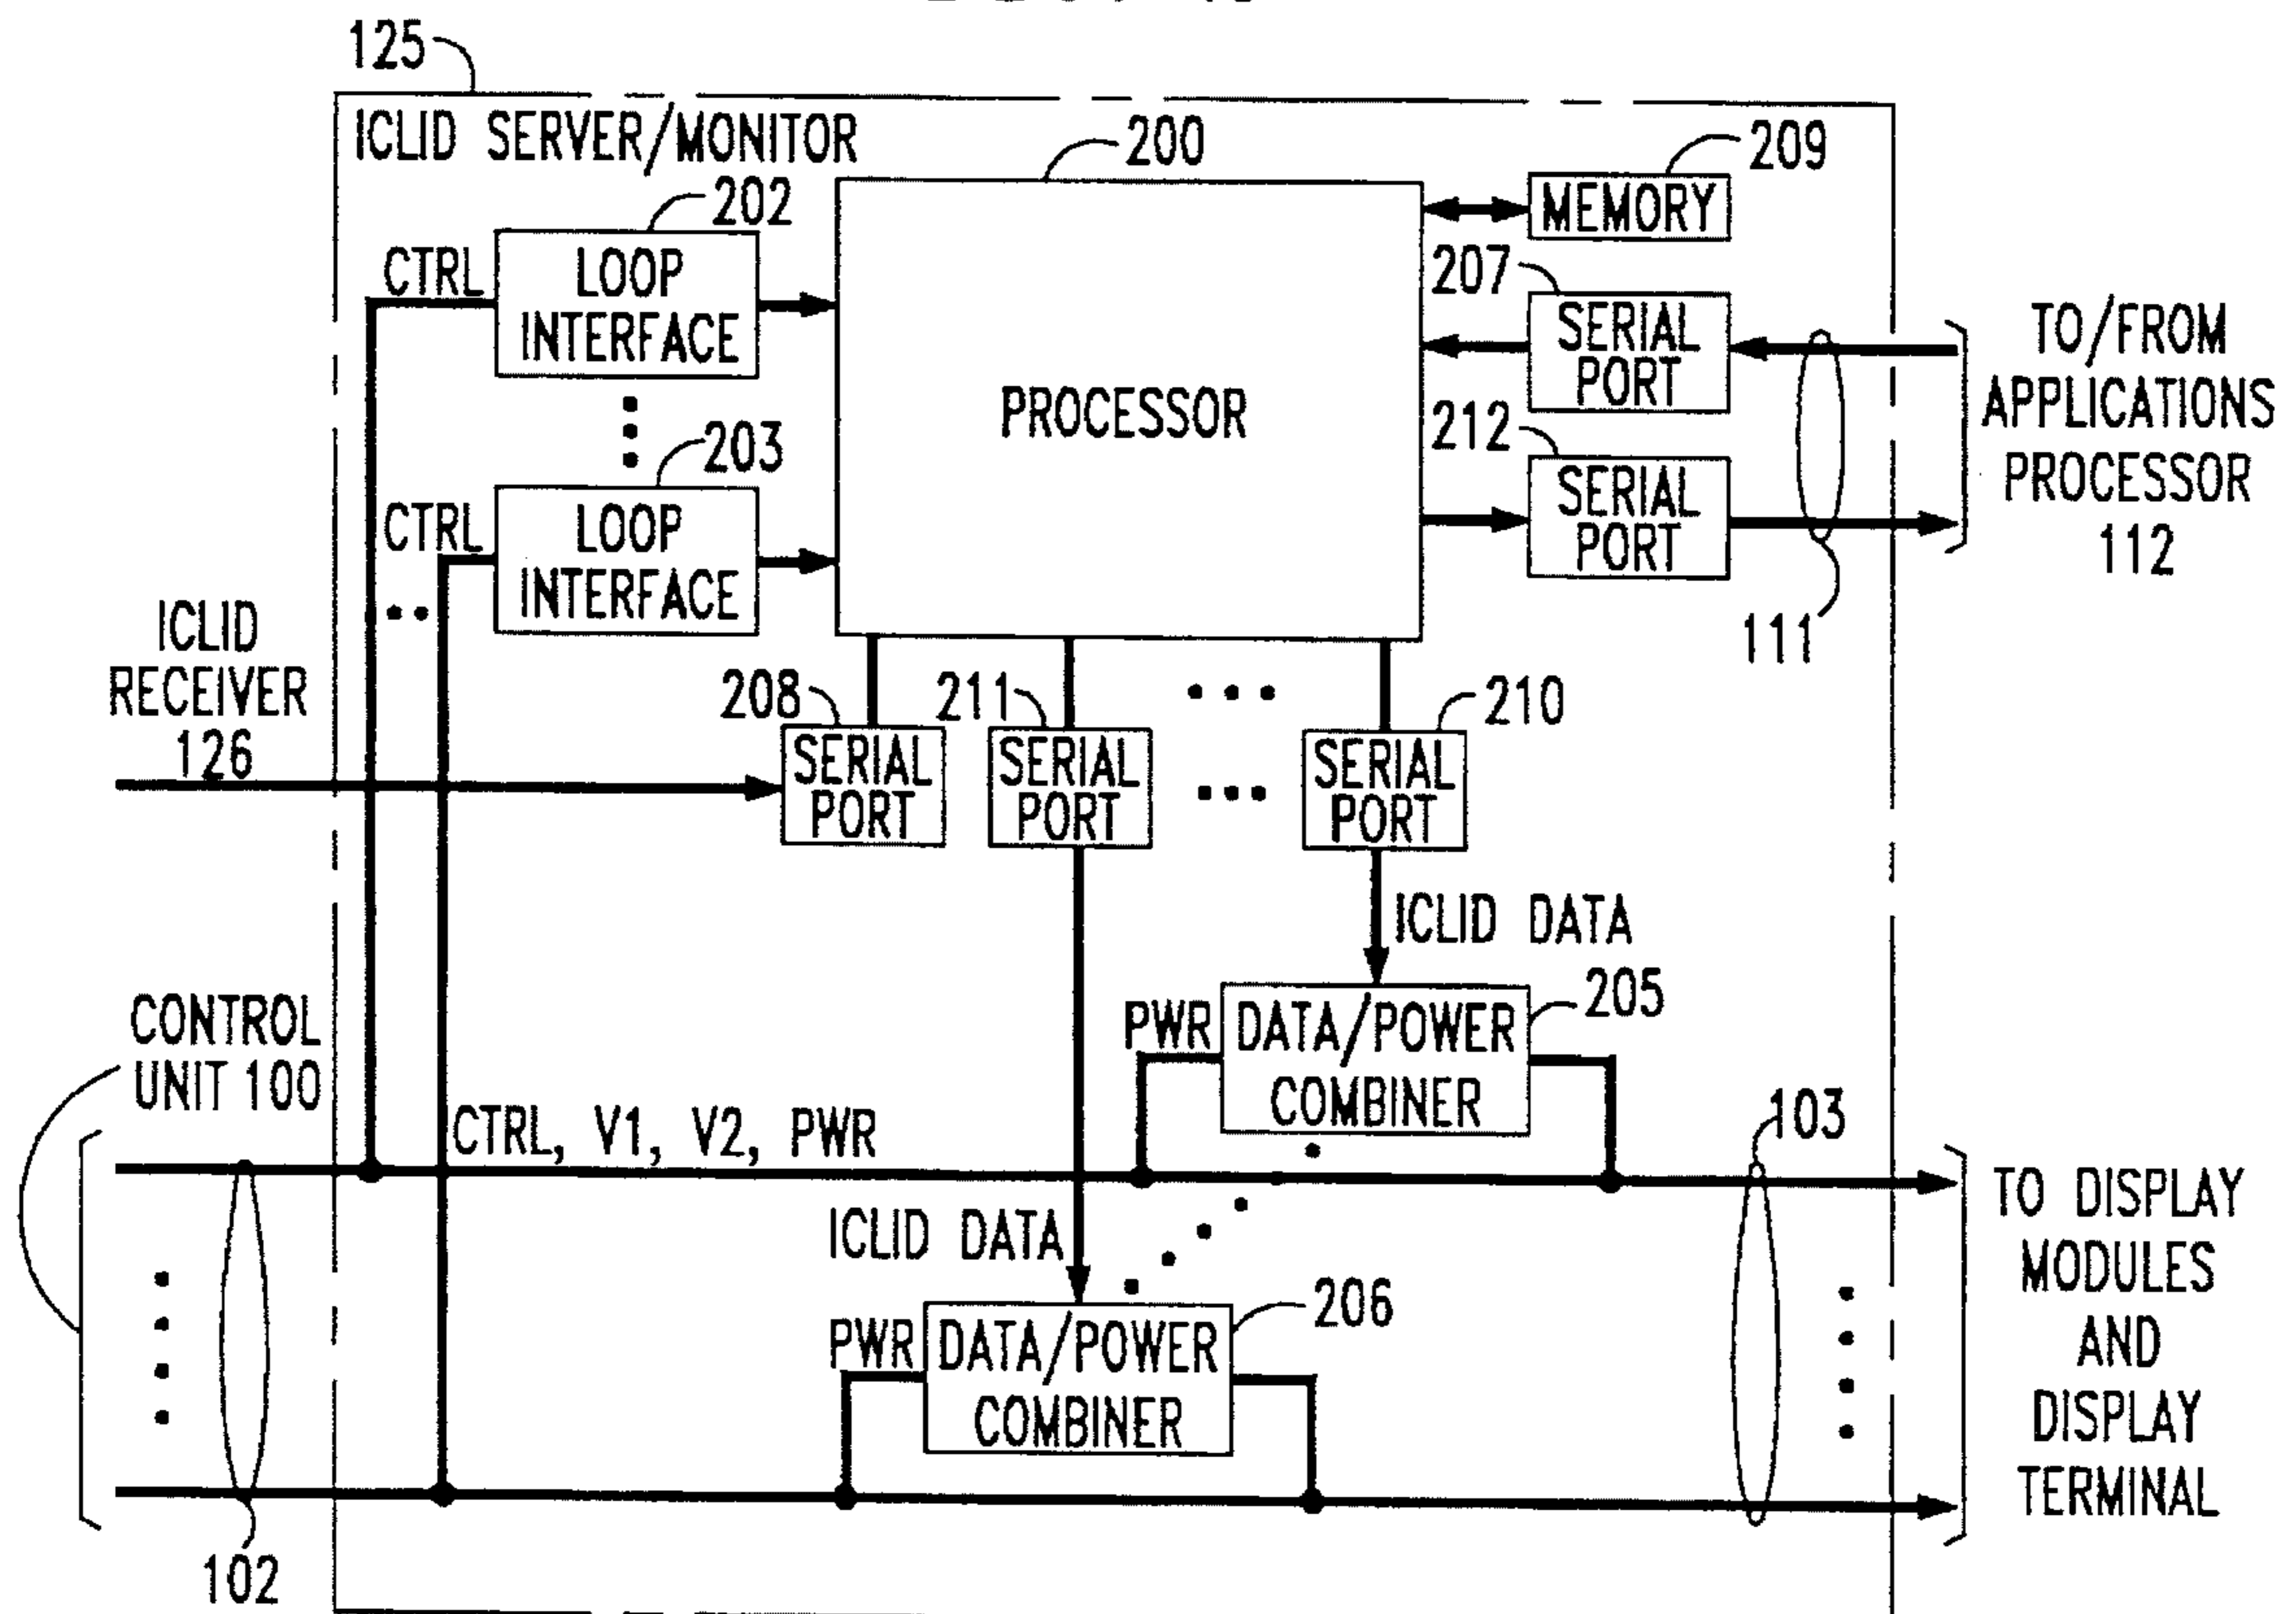 125
ICLID SERVER/MONITOR
200
209
202
MEMORY
CTRL
LOOP
INTERFACE
207
SERIAL
PORT
TO/FROM
APPLICATIONS
PROCESSOR
112
PROCESSOR
212
203
SERIAL
PORT
CTRL
LOOP
INTERFACE
111
ICLID
RECEIVER
126
208
211
210
SERIAL
PORT
SERIAL
PORT
SERIAL
PORT
ICLID DATA
205
CONTROL
UNIT 100
PWR
DATA/POWER
COMBINER
103
CTRL, V1, V2, PWR
TO DISPLAY
MODULES
AND
DISPLAY
TERMINAL
ICLID DATA
206
PWR
DATA/POWER
COMBINER
102